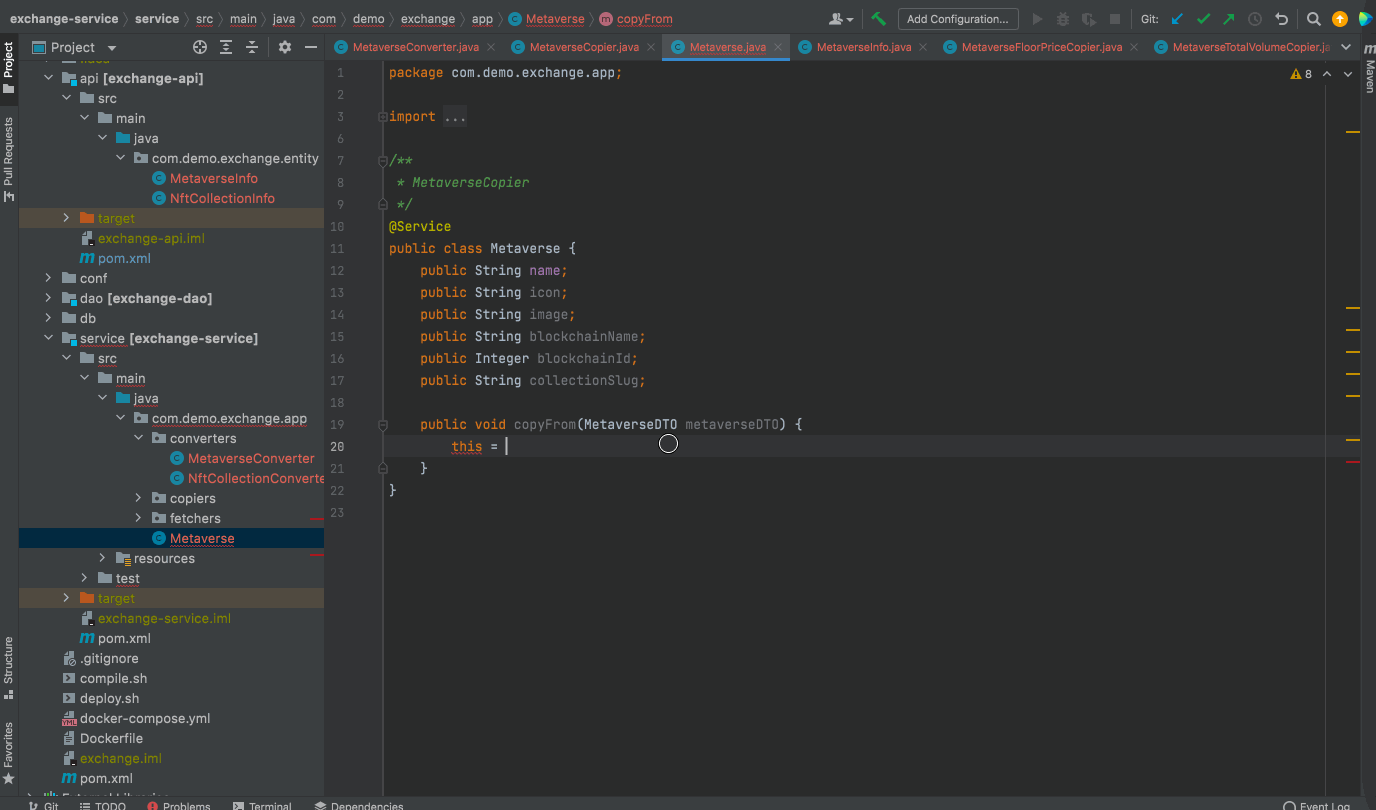 exchange-service service src main java com demo exchange app Metaverse copyFrom Add Configuration... Git:
Project
MetaverseConverter.java MetaverseCopier.java Metaverse.java MetaverseInfo.java MetaverseFloorPriceCopier.java MetaverseTotalVolumeCopier.ja
Project
Pull Requests
Structure
Favorites
api [exchange-api]
src
main
java
com.demo.exchange.entity
MetaverseInfo
NftCollectionInfo
target
exchange-api.iml
pom.xml
conf
dao [exchange-dao]
db
service [exchange-service]
src
main
java
com.demo.exchange.app
converters
MetaverseConverter
NftCollectionConverte
copiers
fetchers
Metaverse
resources
test
target
exchange-service.iml
pom.xml
.gitignore
compile.sh
deploy.sh
docker-compose.yml
Dockerfile
exchange.iml
pom.xml
External Libraries
1 package com.demo.exchange.app;
2
3 import ...
6
7 /**
8 * MetaverseCopier
9 */
10 @Service
11 public class Metaverse {
12 public String name;
13 public String icon;
14 public String image;
15 public String blockchainName;
16 public Integer blockchainId;
17 public String collectionSlug;
18
19 public void copyFrom(MetaverseDTO metaverseDTO) {
20 this =
21 }
22 }
23
8
Maven
Git TODO Problems Terminal Dependencies Event Log